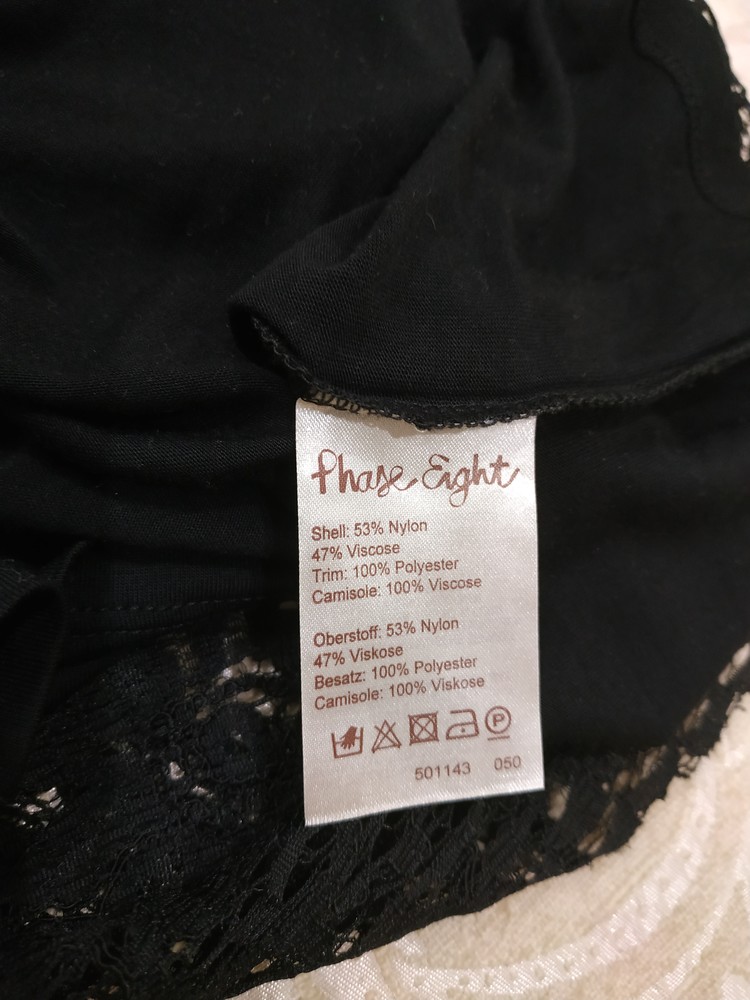 Phase Eight
Shell: 53% Nylon
47% Viscose
Trim: 100% Polyester
Camisole: 100% Viscose
Oberstoff: 53% Nylon
47% Viskose
Besatz: 100% Polyester
Camisole: 100% Viskose
P
501143 050